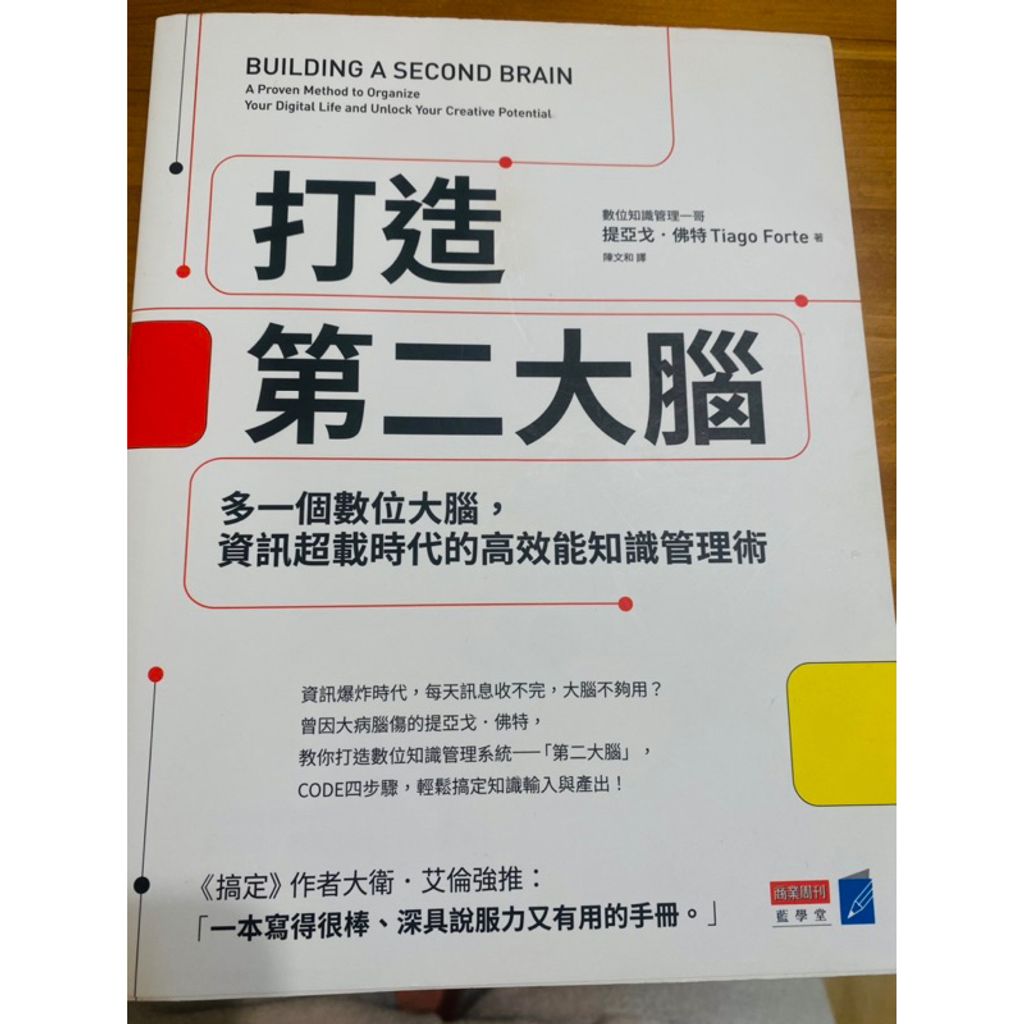 BUILDING A SECOND BRAIN
A Proven Method to Organize
Your Digital Life and Unlock Your Creative Potential
打造
數位知識管理一哥
提亞戈・佛特 Tiago Forte 著
陳文和 譯
第二大腦
多一個數位大腦，
資訊超載時代的高效能知識管理術
資訊爆炸時代，每天訊息收不完，大腦不夠用？
曾因大病腦傷的提亞戈・佛特，
教你打造數位知識管理系統——「第二大腦」，
CODE四步驟，輕鬆搞定知識輸入與產出！
《搞定》作者大衛・艾倫強推：
「一本寫得很棒、深具說服力又有用的手冊。」
商業周刊
藍學堂